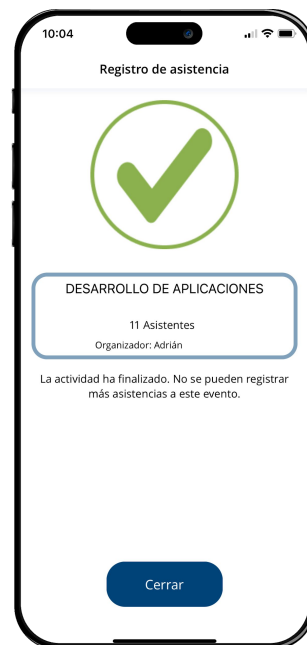 10:04
Registro de asistencia
DESARROLLO DE APLICACIONES
11 Asistentes
Organizador: Adrián
La actividad ha finalizado. No se pueden registrar
más asistencias a este evento.
Cerrar